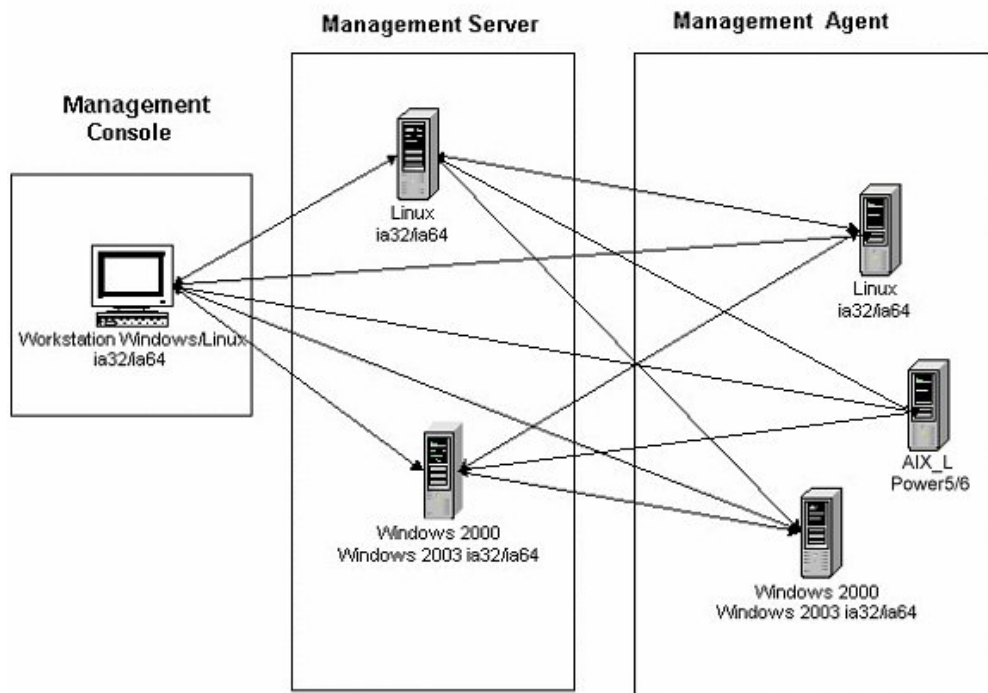 Management Server
Management Agent
Management
Console
Linux
ia32/ia64
Linux
ia32/ia64
Workstation Windows/Linux
ia32/ia64
AIX_L
Power5/6
Windows 2000
Windows 2003 ia32/ia64
Windows 2000
Windows 2003 ia32/ia64